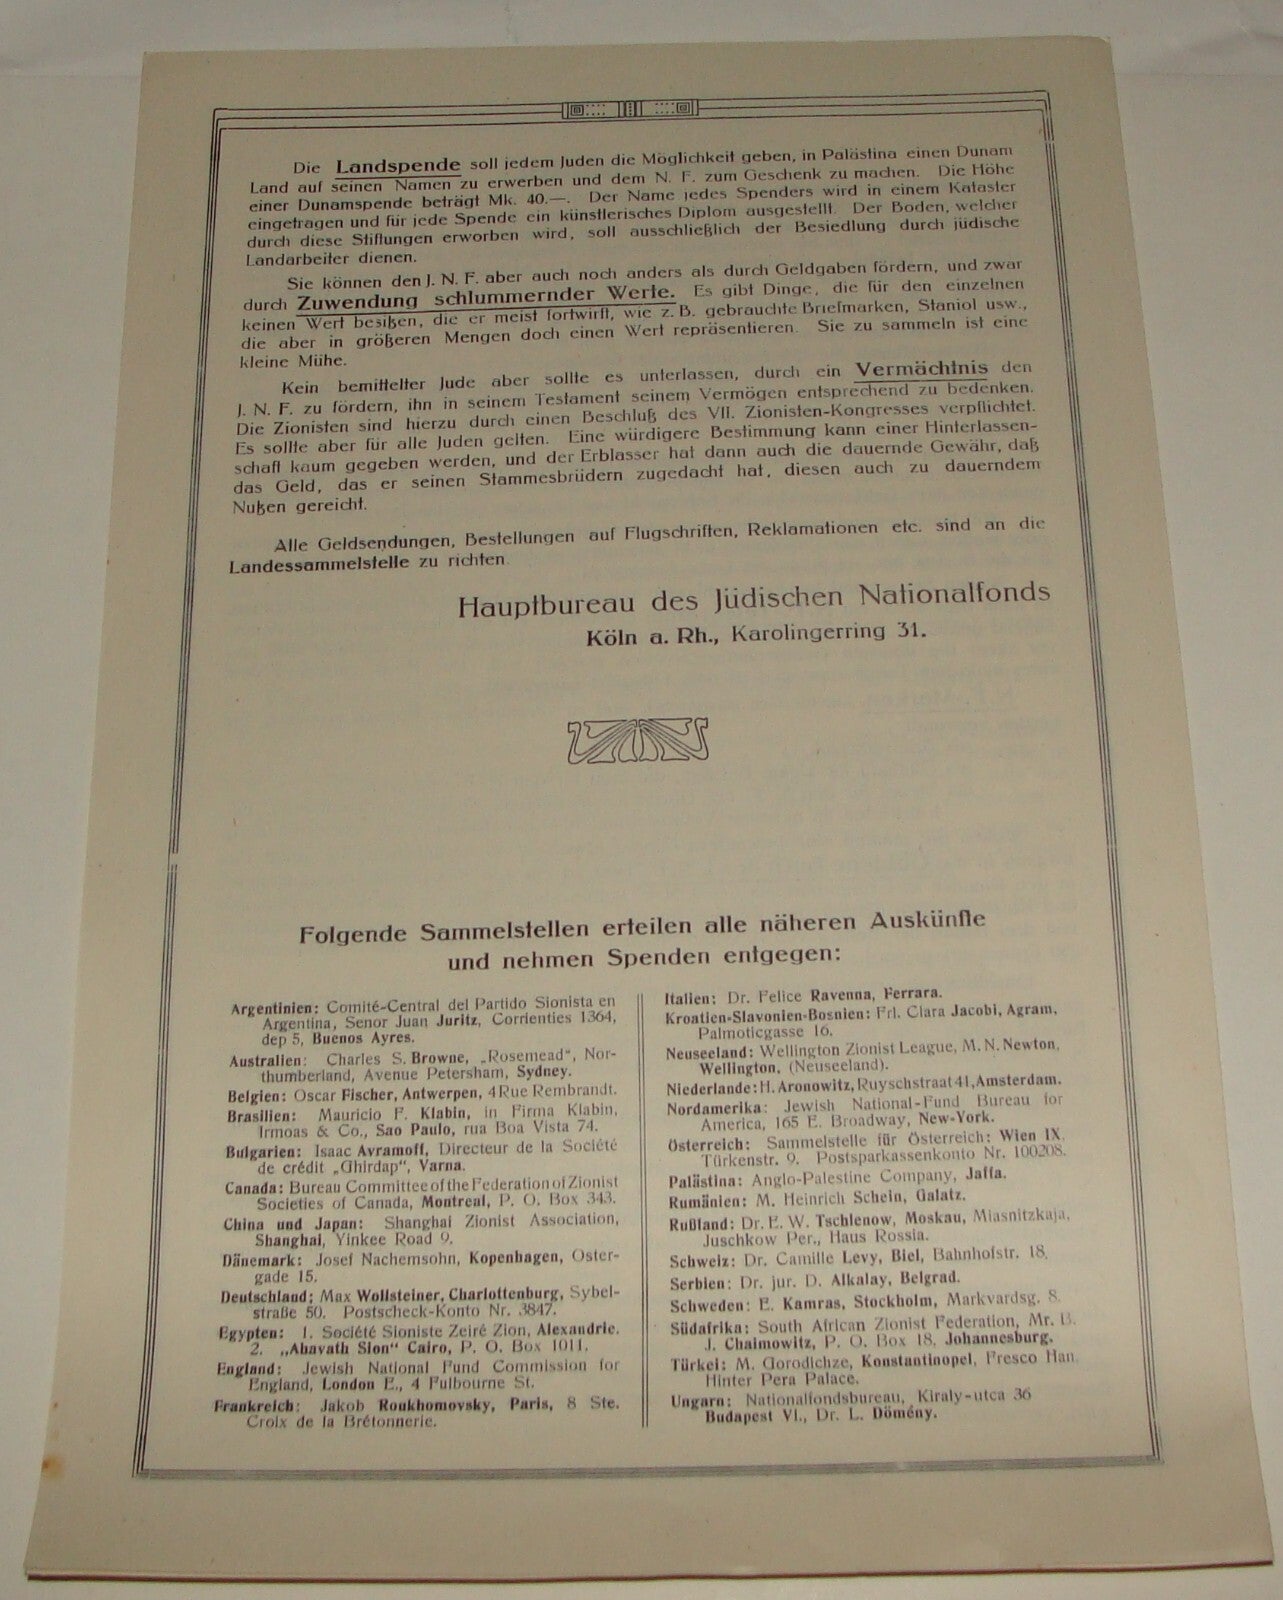 Die Landspende soll jedem Juden die Möglichkeit geben, in Palästina einen Dunam
Land auf seinen Namen zu erwerben und dem N. F. zum Geschenk zu machen. Die Höhe
einer Dunamspende beträgt Mk. 40.—. Der Name jedes Spenders wird in einem Kataster
eingetragen und für jede Spende ein künstlerisches Diplom ausgestellt. Der Boden, welcher
durch diese Stiftungen erworben wird, soll ausschließlich der Besiedlung durch jüdische
Landarbeiter dienen.
Sie können den J. N. F. aber auch noch anders als durch Geldgaben fördern, und zwar
durch Zuwendung schlummernder Werte. Es gibt Dinge, die für den einzelnen
keinen Wert besißen, die er meist fortwirft, wie z. B. gebrauchte Briefmarken, Staniol usw.,
die aber in größeren Mengen doch einen Wert repräsentieren. Sie zu sammeln ist eine
kleine Mühe.
Kein bemittelter Jude aber sollte es unterlassen, durch ein Vermächtnis den
J. N. F. zu fördern, ihn in seinem Testament seinem Vermögen entsprechend zu bedenken.
Die Zionisten sind hierzu durch einen Beschluß des VII. Zionisten-Kongresses verpflichtet.
Es sollte aber für alle Juden gelten. Eine würdigere Bestimmung kann einer Hinterlassen-
schaft kaum gegeben werden, und der Erblasser hat dann auch die dauernde Gewähr, daß
das Geld, das er seinen Stammesbrüdern zugedacht hat, diesen auch zu dauerndem
Nußen gereicht.
Alle Geldsendungen, Bestellungen auf Flugschriften, Reklamationen etc. sind an die
Landessammelstelle zu richten.
Hauptbureau des Jüdischen Nationalfonds
Köln a. Rh., Karolingerring 31.
Folgende Sammelstellen erteilen alle näheren Auskünfte
und nehmen Spenden entgegen:
Argentinien: Comité-Central del Partido Sionista en
Argentina, Senor Juan Juritz, Corrienties 1364,
dep 5, Buenos Ayres.
Australien: Charles S. Browne, „Rosemead", Nor-
thumberland, Avenue Petersham, Sydney.
Belgien: Oscar Fischer, Antwerpen, 4 Rue Rembrandt.
Brasilien: Mauricio F. Klabin, in Firma Klabin,
Irmoas & Co., Sao Paulo, rua Boa Vista 74.
Bulgarien: Isaac Avramoff, Directeur de la Société
de crédit „Ghirdap", Varna.
Canada: Bureau Committee of the Federation of Zionist
Societies of Canada, Montreal, P. O. Box 343.
China und Japan: Shanghai Zionist Association,
Shanghai, Yinkee Road 9.
Dänemark: Josef Nachemsohn, Kopenhagen, Oster-
gade 15.
Deutschland: Max Wollsteiner, Charlottenburg, Sybel-
straße 50. Postscheck-Konto Nr. 3847.
Egypten: 1. Société Sioniste Zeiré Zion, Alexandrie.
2. „Ahavath Sion" Cairo, P. O. Box 1011.
England: Jewish National Fund Commission for
England, London E., 4 Fulbourne St.
Frankreich: Jakob Roukhomovsky, Paris, 8 Ste.
Croix de la Brétonnerie.
Italien: Dr. Felice Ravenna, Ferrara.
Kroatien-Slavonien-Bosnien: Frl. Clara Jacobi, Agram,
Palmoticgasse 16.
Neuseeland: Wellington Zionist League, M. N. Newton,
Wellington. (Neuseeland).
Niederlande: H. Aronowitz, Ruyschstraat 41, Amsterdam.
Nordamerika: Jewish National-Fund Bureau for
America, 165 E. Broadway, New-York.
Österreich: Sammelstelle für Österreich: Wien IX.
Türkenstr. 9. Postsparkassenkonto Nr. 100208.
Palästina: Anglo-Palestine Company, Jaffa.
Rumänien: M. Heinrich Schein, Galatz.
Rußland: Dr. E. W. Tschlenow, Moskau, Miasnitzkaja,
Juschkow Per., Haus Rossia.
Schweiz: Dr. Camille Levy, Biel, Bahnhofstr. 18.
Serbien: Dr. jur. D. Alkalay, Belgrad.
Schweden: E. Kamras, Stockholm, Markvardsg. 8.
Südafrika: South African Zionist Federation, Mr. B.
J. Chaimowitz, P. O. Box 18, Johannesburg.
Türkei: M. Gorodichze, Konstantinopel, Fresco Han,
Hinter Pera Palace.
Ungarn: Nationalfondsbureau, Kiraly-utca 36
Budapest VI., Dr. L. Dömény.